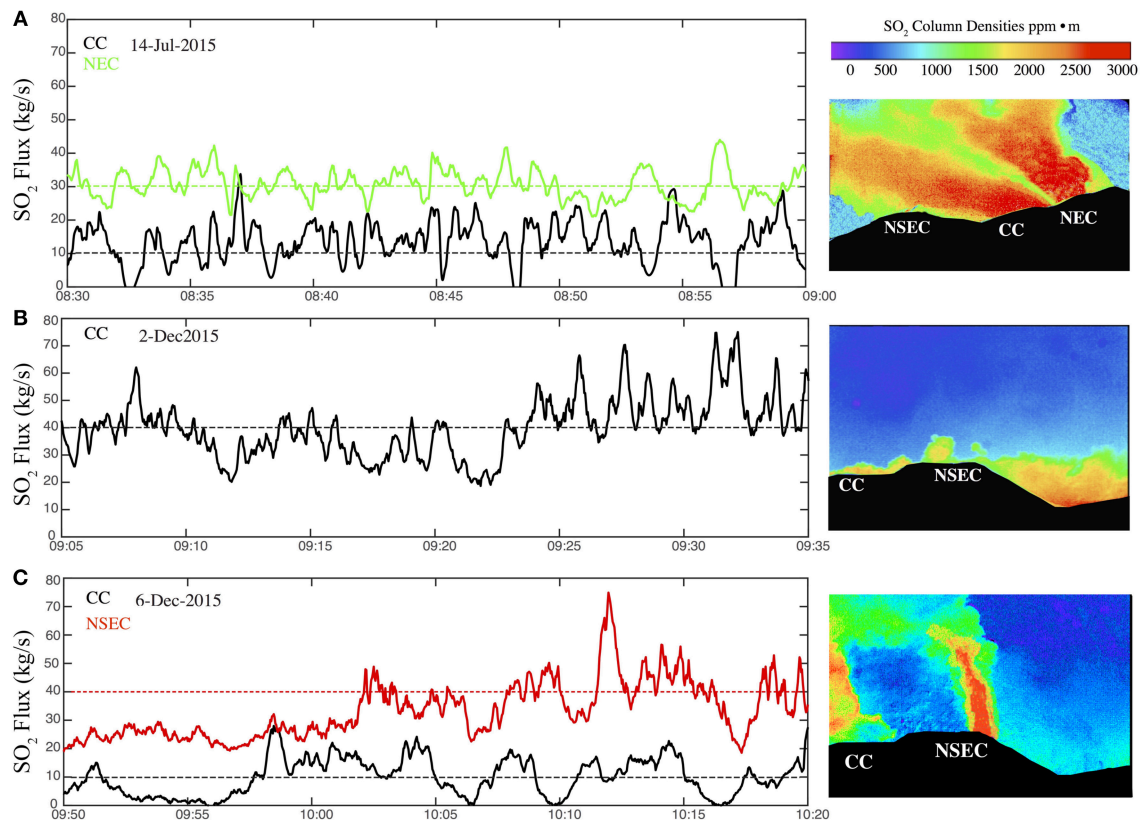 A
80
70
60
50
40
30
20
10
0
SO2 Flux (kg/s)
CC 14-Jul-2015
NEC
08:30 08:35 08:40 08:45 08:50 08:55 09:00
SO2 Column Densities ppm • m
0 500 1000 1500 2000 2500 3000
NSEC CC NEC
B
80
70
60
50
40
30
20
10
0
SO2 Flux (kg/s)
CC 2-Dec2015
09:05 09:10 09:15 09:20 09:25 09:30 09:35
CC NSEC
C
80
70
60
50
40
30
20
10
0
SO2 Flux (kg/s)
CC 6-Dec-2015
NSEC
09:50 09:55 10:00 10:05 10:10 10:15 10:20
CC NSEC